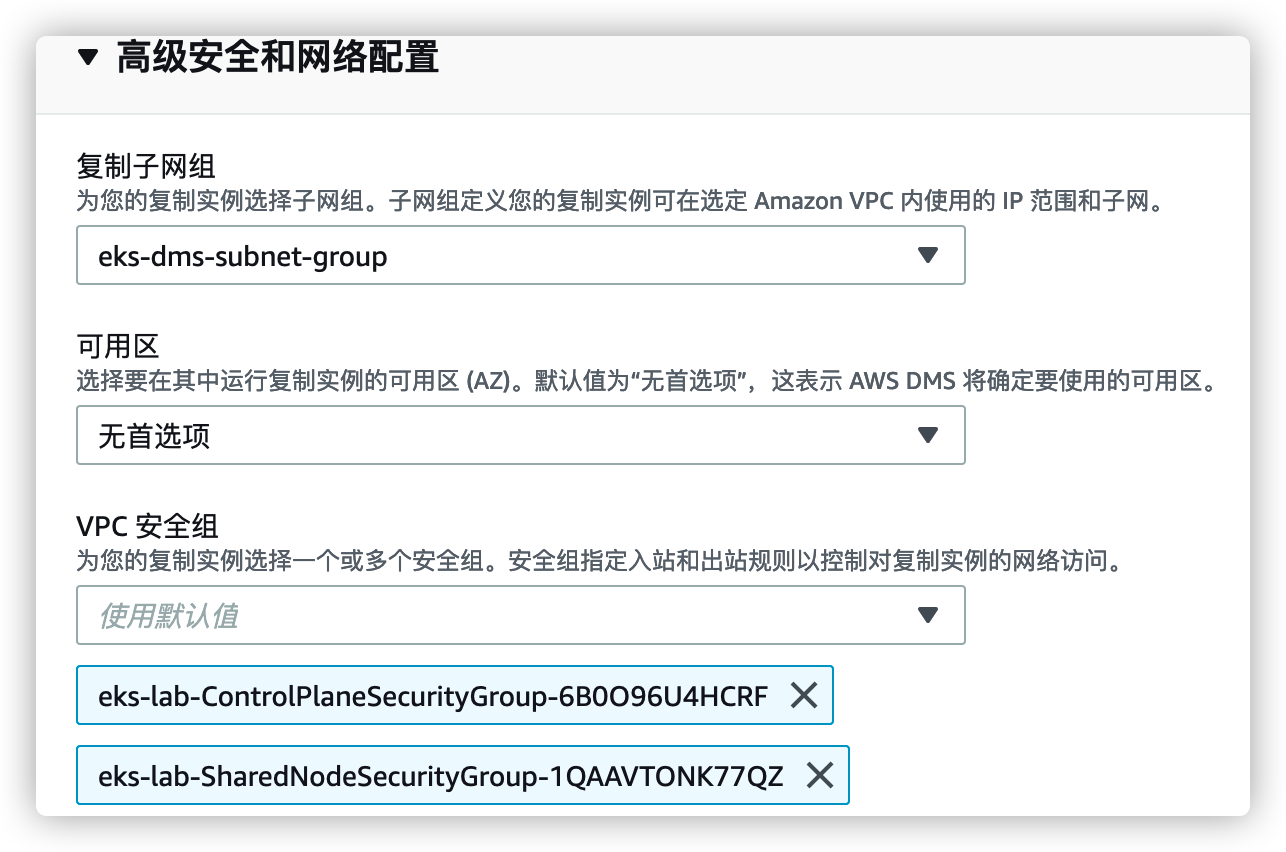 高级安全和网络配置
复制子网组
为您的复制实例选择子网组。子网组定义您的复制实例可在选定 Amazon VPC 内使用的 IP 范围和子网。
eks-dms-subnet-group
可用区
选择要在其中运行复制实例的可用区 (AZ)。默认值为“无首选项”，这表示 AWS DMS 将确定要使用的可用区。
无首选项
VPC 安全组
为您的复制实例选择一个或多个安全组。安全组指定入站和出站规则以控制对复制实例的网络访问。
使用默认值
eks-lab-ControlPlaneSecurityGroup-6B0O96U4HCRF
eks-lab-SharedNodeSecurityGroup-1QAAVTONK77QZ